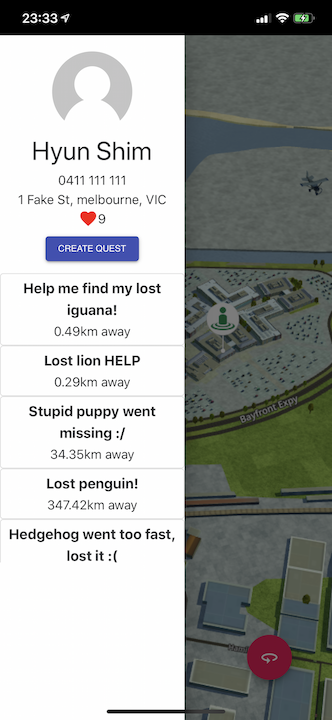 23:33
Hyun Shim
0411 111 111
1 Fake St, melbourne, VIC
9
CREATE QUEST
Help me find my lost
iguana!
0.49km away
Lost lion HELP
0.29km away
Stupid puppy went
missing :/
34.35km away
Lost penguin!
347.42km away
Hedgehog went too fast,
lost it :(
Bayfront Expy